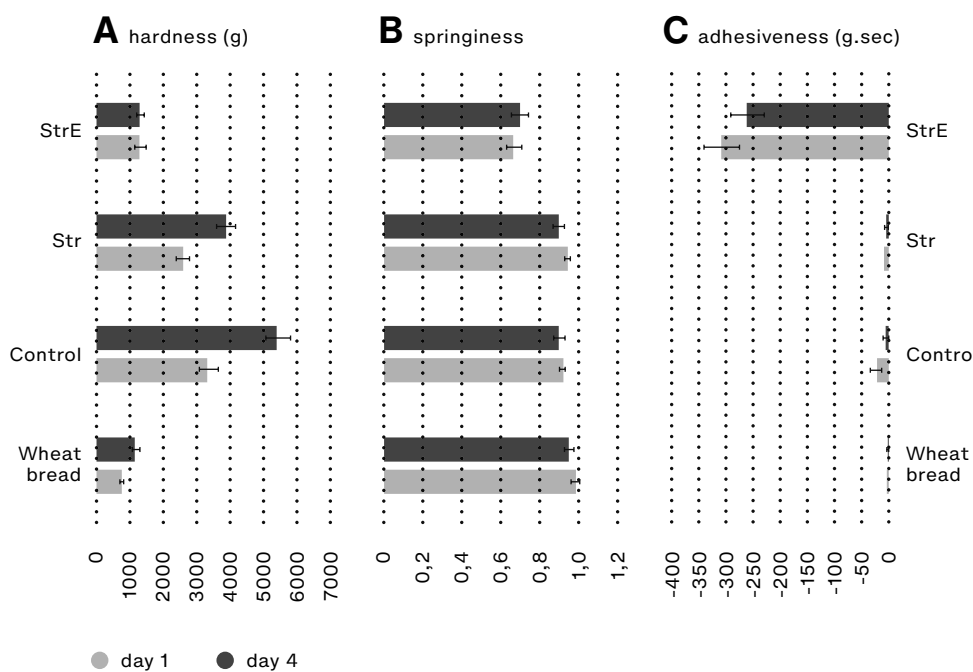 A hardness (g)
B springiness
C adhesiveness (g.sec)
StrE
Str
Control
Wheat
bread
StrE
Str
Contro
Wheat
bread
0
1000
2000
3000
4000
5000
6000
7000
0
0,2
0,4
0,6
0,8
1,0
1,2
-400
-350
-300
-250
-200
-150
-100
-50
0
day 1
day 4